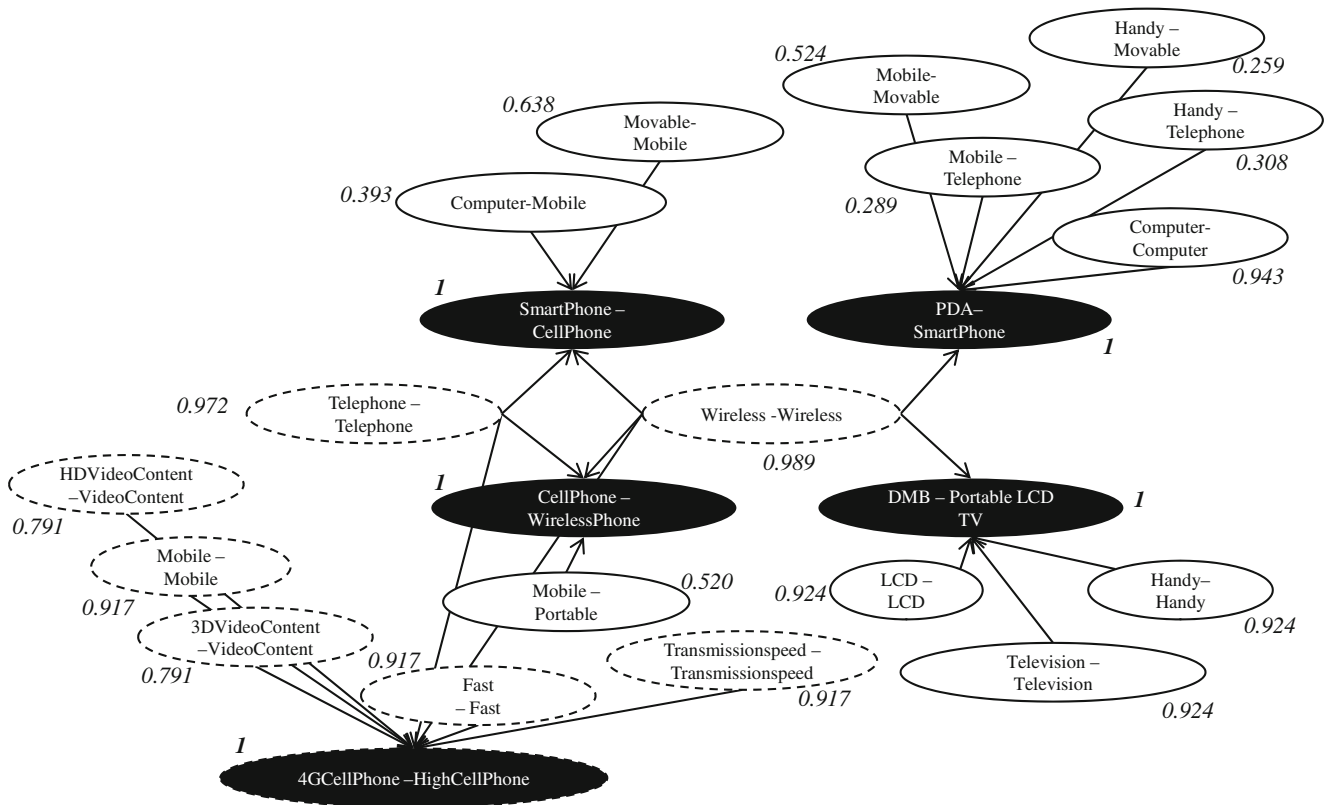 Handy –
Movable
0.259
0.524
Mobile-
Movable
0.638
Movable-
Mobile
Handy –
Telephone
0.308
Mobile –
Telephone
0.289
0.393
Computer-Mobile
Computer-
Computer
0.943
1
SmartPhone –
CellPhone
PDA–
SmartPhone
1
0.972
Telephone –
Telephone
Wireless -Wireless
0.989
HDVideoContent
–VideoContent
0.791
1
CellPhone –
WirelessPhone
DMB – Portable LCD
TV
1
Mobile –
Mobile
0.917
Mobile –
Portable
0.520
0.924
LCD –
LCD
Handy–
Handy
0.924
3DVideoContent
–VideoContent
0.791
0.917
Fast
– Fast
Transmissionspeed –
Transmissionspeed
0.917
Television –
Television
0.924
1
4GCellPhone –HighCellPhone